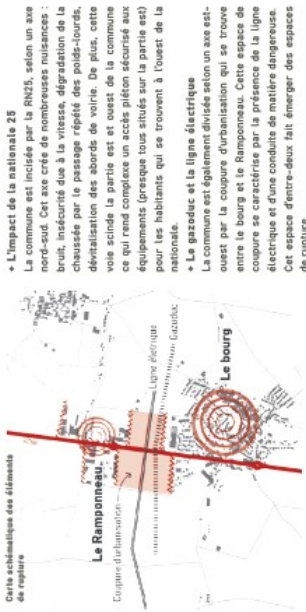 Carte schématique des éléments
de rupture
Le Ramponneau
Coupure d'urbanisation
Ligne életrique
Gazoduc
Le bourg
• L'impact de la nationale 25
La commune est incisée par la RN25, selon un axe
nord-sud. Cet axe crée de nombreuses nuisances :
bruit, insécurité due à la vitesse, dégradation de la
chaussée par le passage répété des poids-lourds,
dévitalisation des abords de voirie. De plus, cette
voie scinde la partie est et ouest de la commune
ce qui rend complexe un accès piéton sécurisé aux
équipements (presque tous situés sur la partie est)
pour les habitants qui se trouvent à l'ouest de la
nationale.
• Le gazoduc et la ligne électrique
La commune est également divisée selon un axe est-
ouest par la coupure d'urbanisation qui se trouve
entre le bourg et le Ramponneau. Cet espace de
coupure se caractérise par la présence de la ligne
électrique et d'une conduite de matière dangereuse.
Cet espace d'entre-deux fait émerger des espaces
de rupture